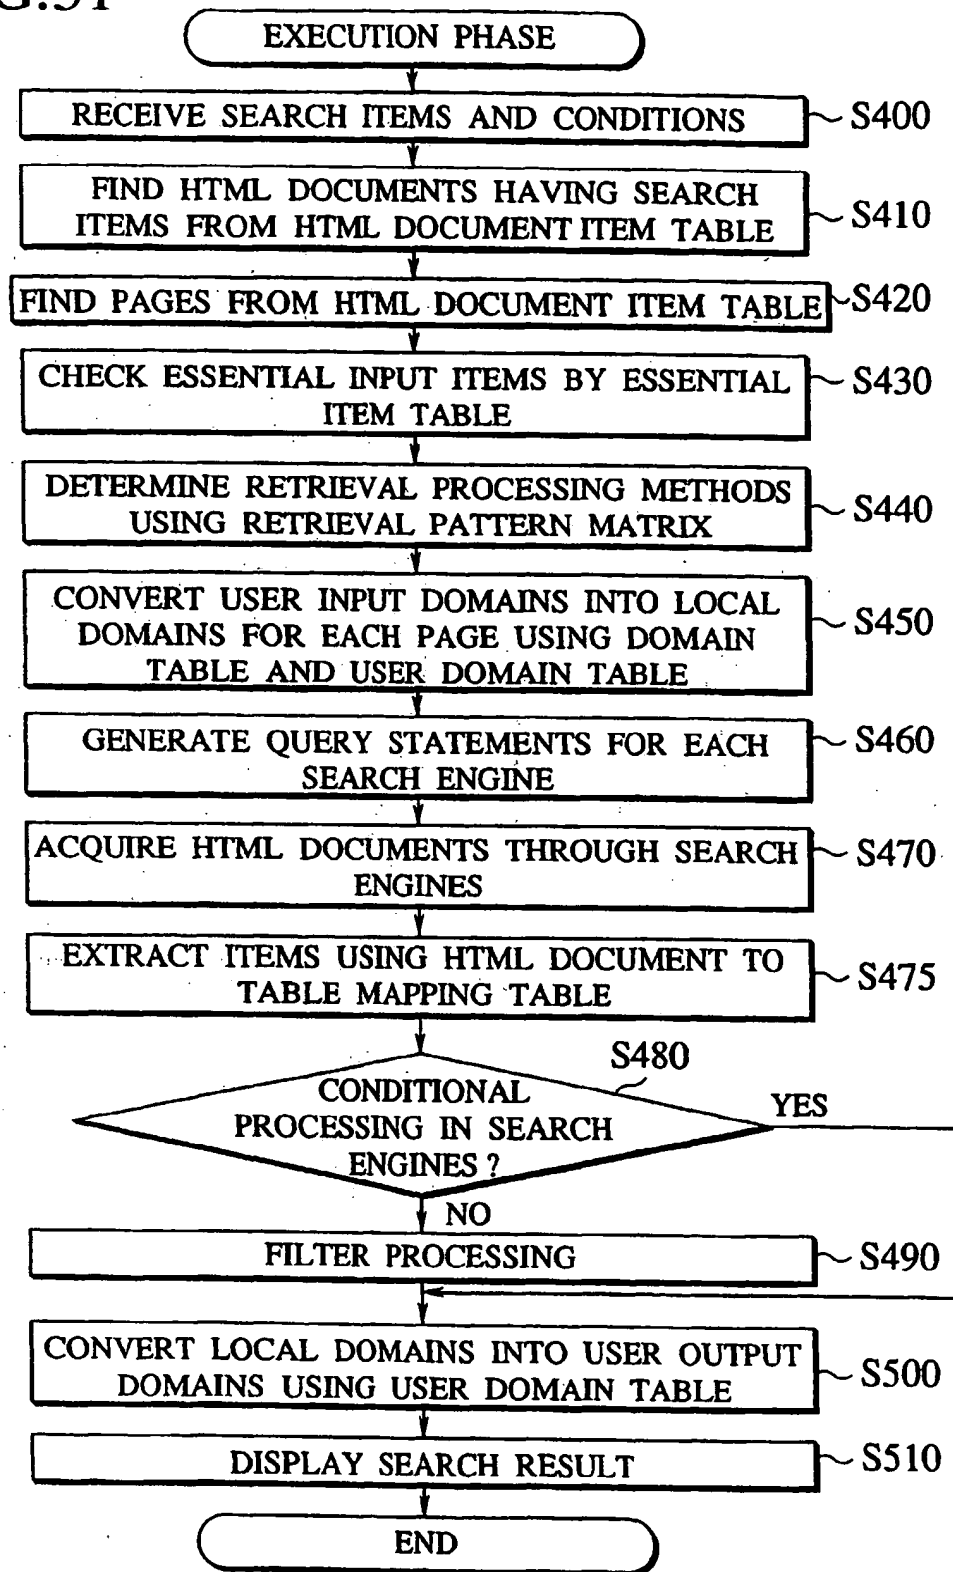 G.51
EXECUTION PHASE
RECEIVE SEARCH ITEMS AND CONDITIONS
S400
FIND HTML DOCUMENTS HAVING SEARCH
ITEMS FROM HTML DOCUMENT ITEM TABLE
S410
FIND PAGES FROM HTML DOCUMENT ITEM TABLE
S420
CHECK ESSENTIAL INPUT ITEMS BY ESSENTIAL
ITEM TABLE
S430
DETERMINE RETRIEVAL PROCESSING METHODS
USING RETRIEVAL PATTERN MATRIX
S440
CONVERT USER INPUT DOMAINS INTO LOCAL
DOMAINS FOR EACH PAGE USING DOMAIN
TABLE AND USER DOMAIN TABLE
S450
GENERATE QUERY STATEMENTS FOR EACH
SEARCH ENGINE
S460
ACQUIRE HTML DOCUMENTS THROUGH SEARCH
ENGINES
S470
EXTRACT ITEMS USING HTML DOCUMENT TO
TABLE MAPPING TABLE
S475
S480
CONDITIONAL
PROCESSING IN SEARCH
ENGINES ?
YES
NO
FILTER PROCESSING
S490
CONVERT LOCAL DOMAINS INTO USER OUTPUT
DOMAINS USING USER DOMAIN TABLE
S500
DISPLAY SEARCH RESULT
S510
END